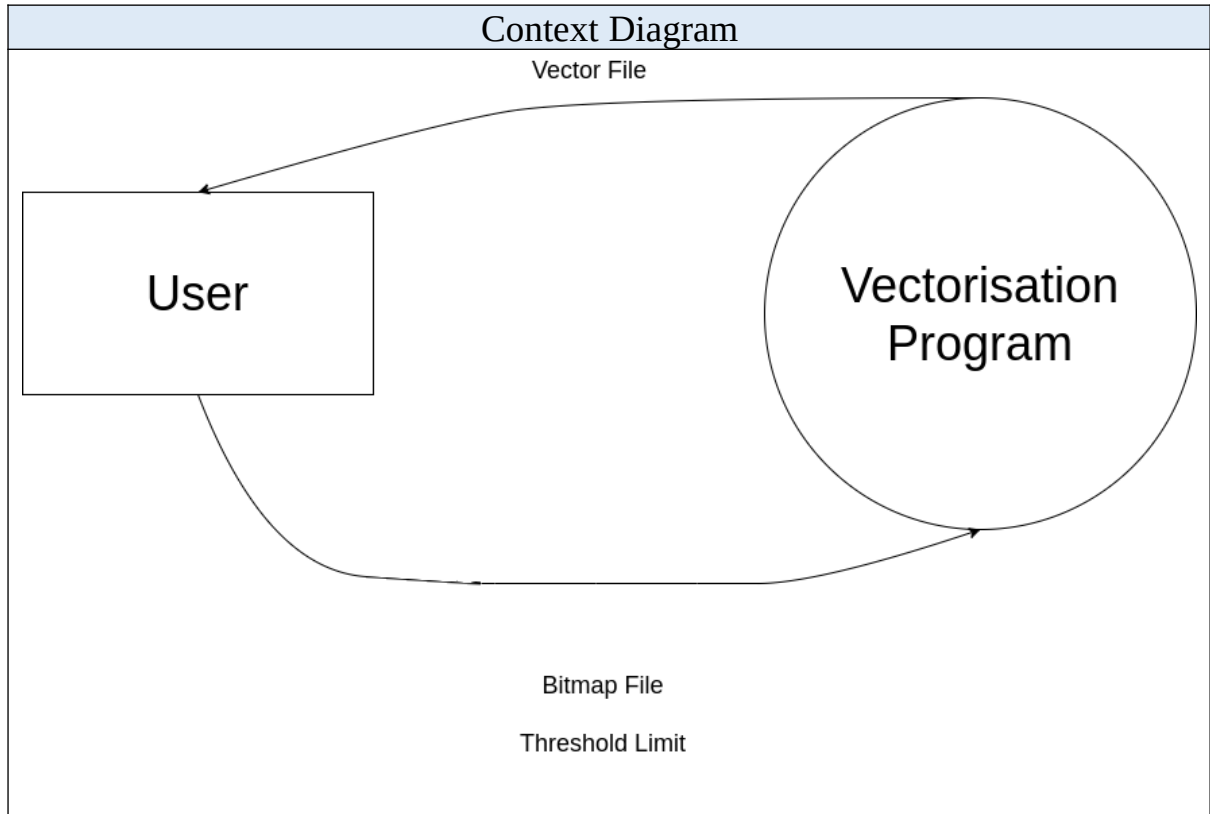 Context Diagram
Vector File
User
Vectorisation
Program
Bitmap File
Threshold Limit